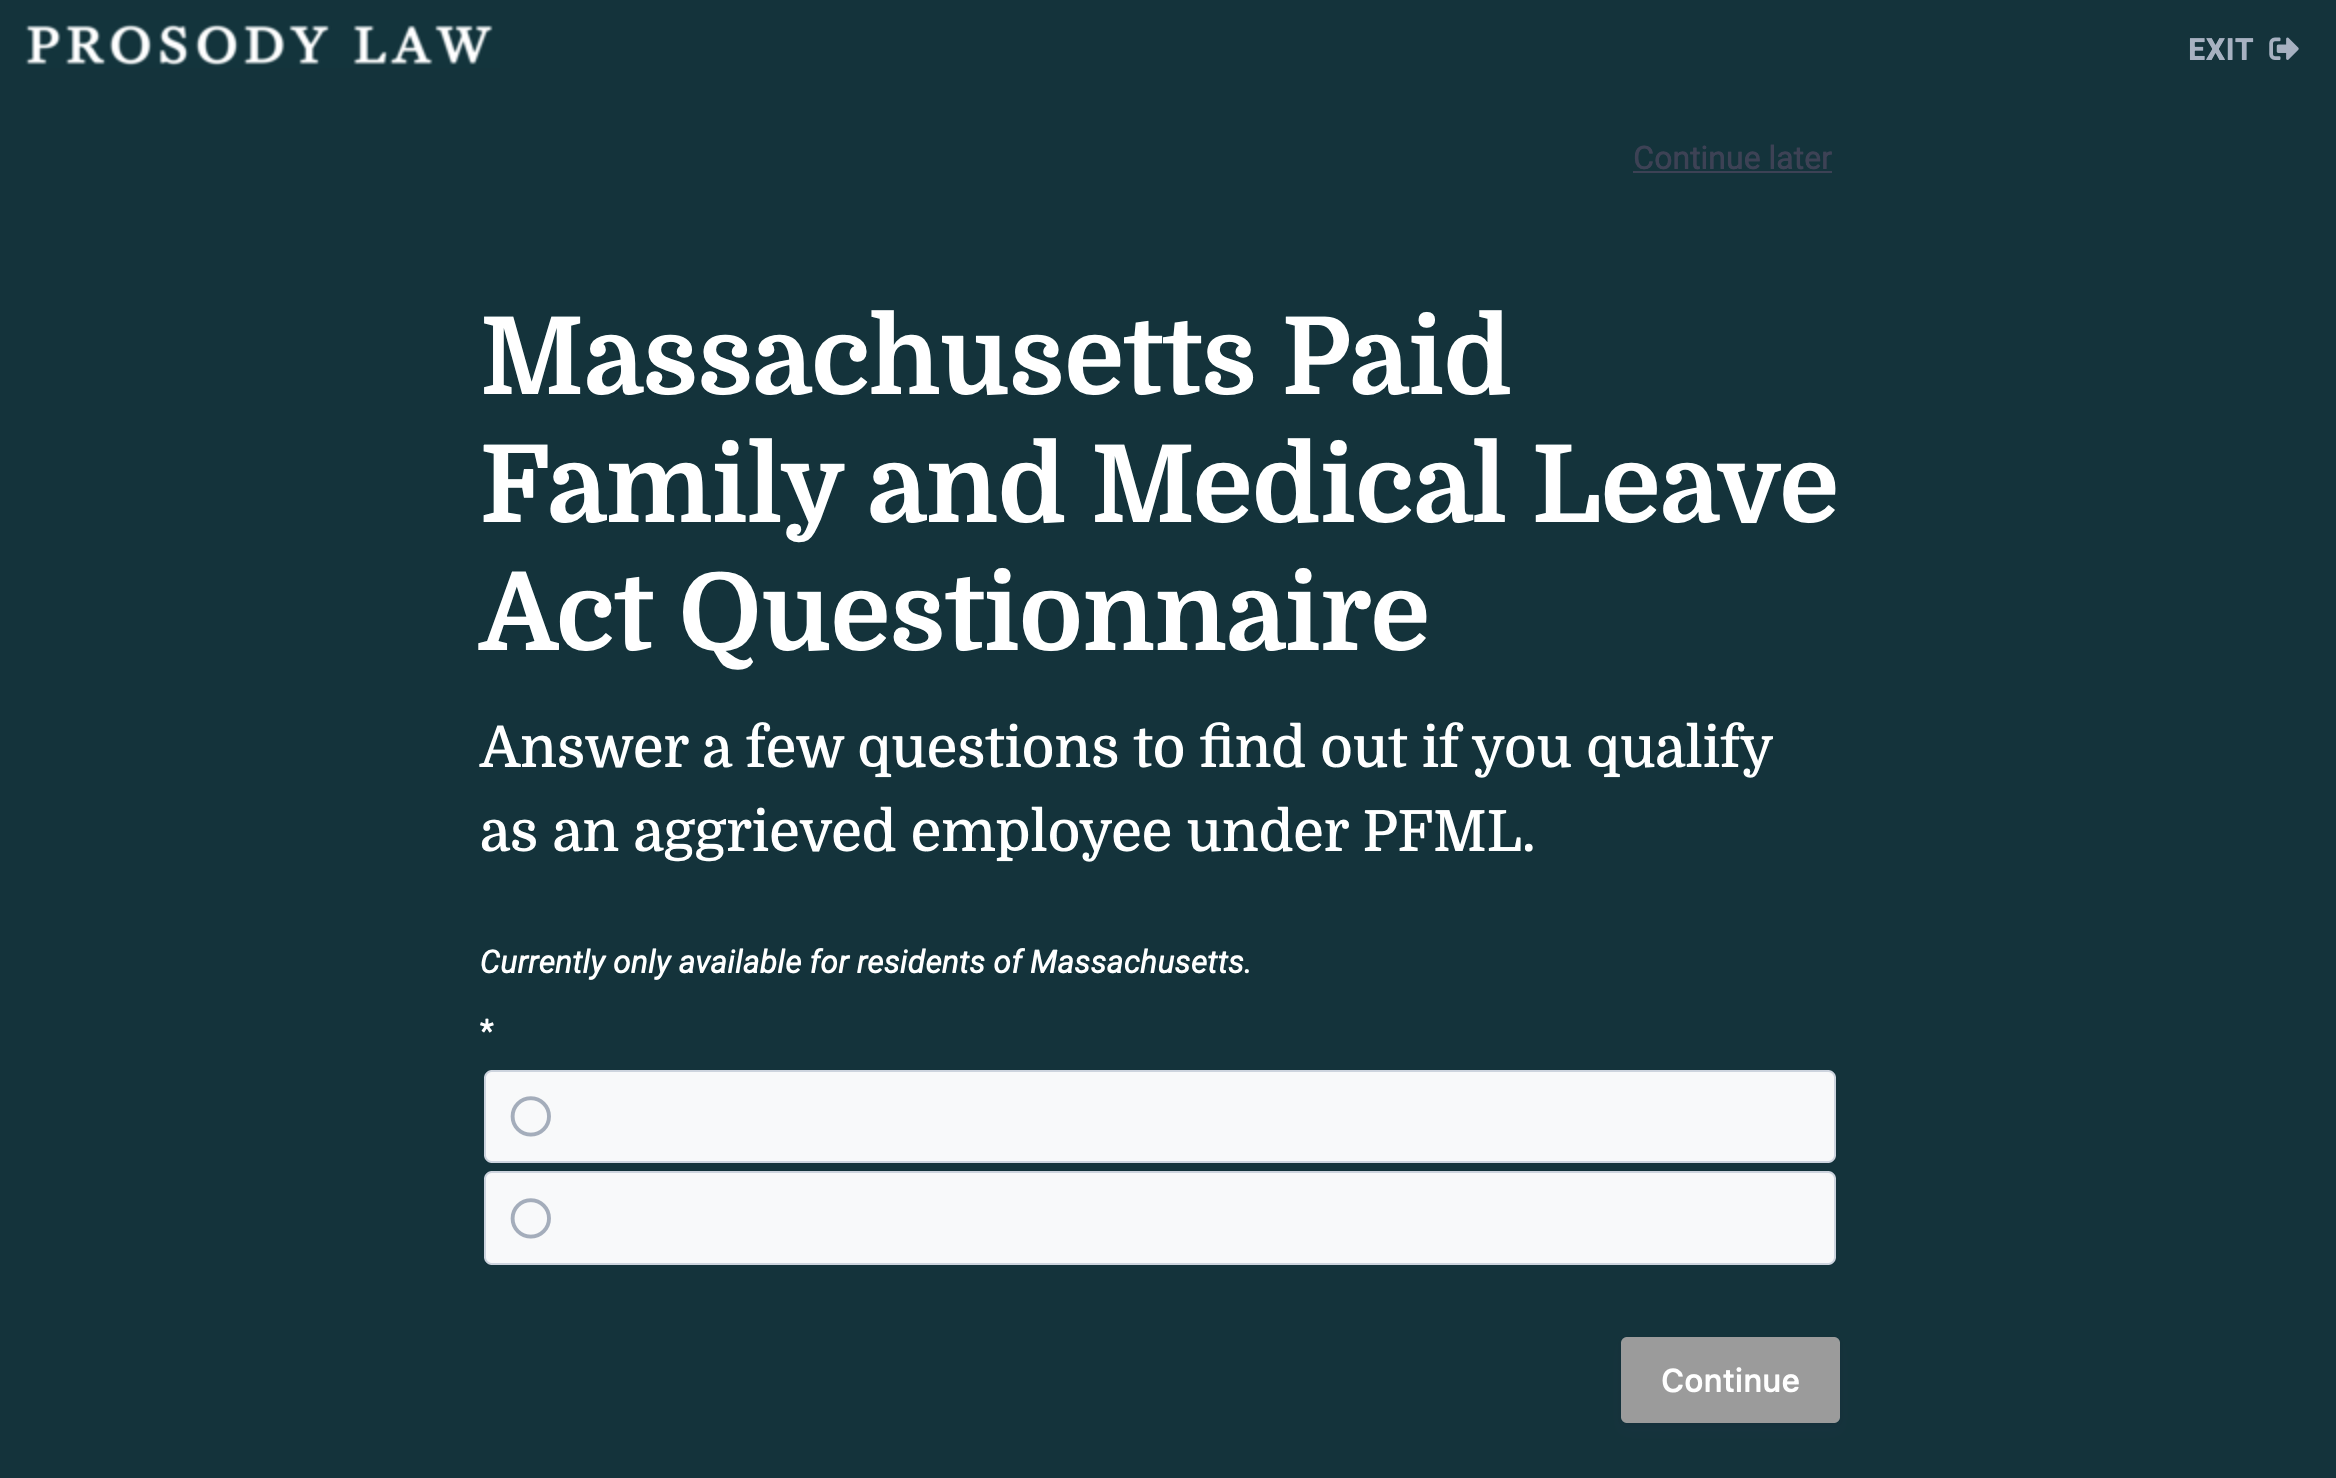 PROSODY LAW
EXIT
Continue later
Massachusetts Paid
Family and Medical Leave
Act Questionnaire
Answer a few questions to find out if you qualify
as an aggrieved employee under PFML.
Currently only available for residents of Massachusetts.
*
Continue